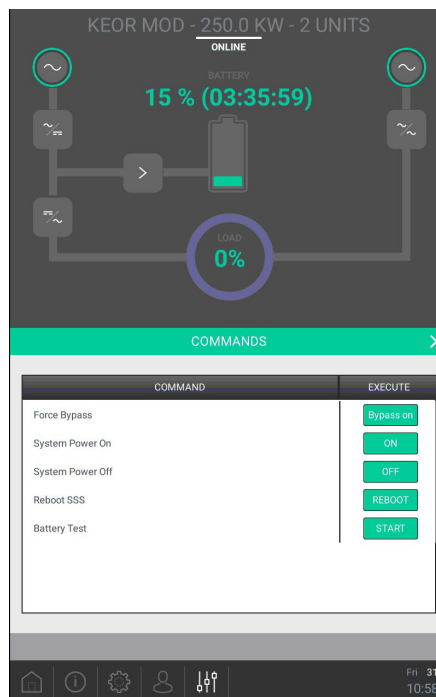 KEOR MOD - 250.0 KW - 2 UNITS
ONLINE
BATTERY
15 % (03:35:59)
LOAD
0%
COMMANDS
COMMAND EXECUTE
Force Bypass Bypass on
System Power On ON
System Power Off OFF
Reboot SSS REBOOT
Battery Test START
Fri 31
10:58